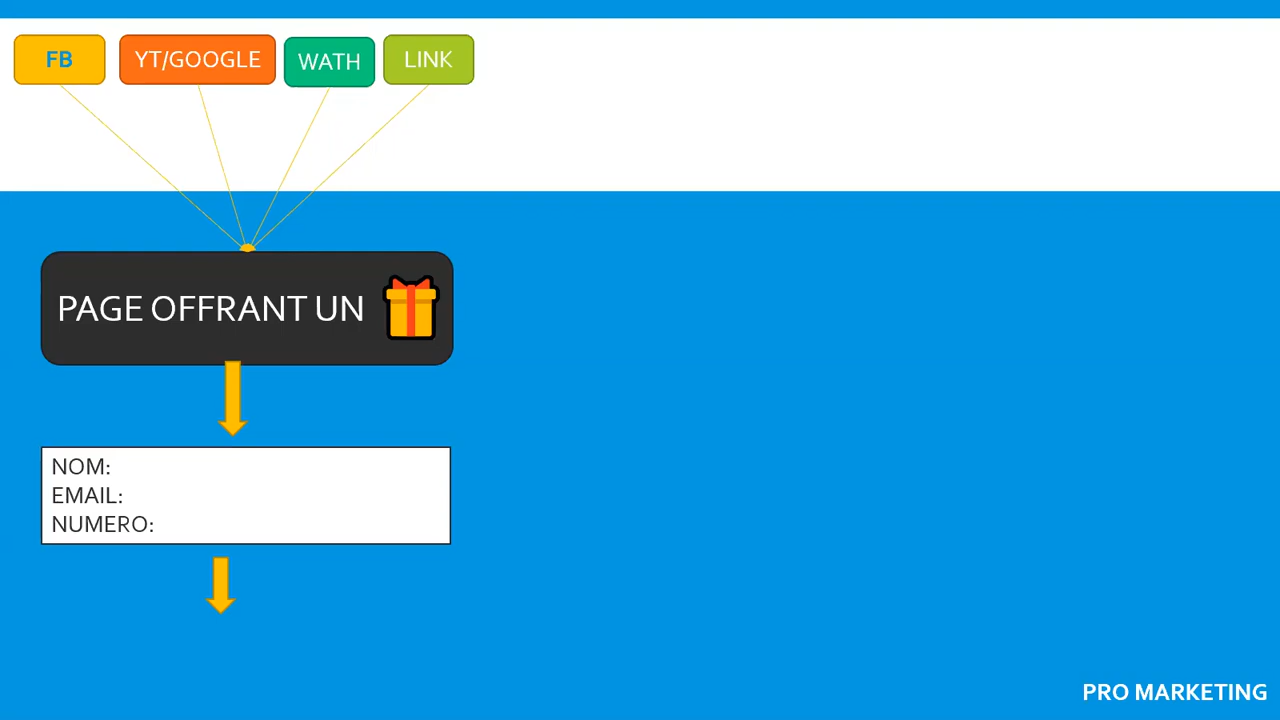 FB
YT/GOOGLE
WATH
LINK
PAGE OFFRANT UN
NOM:
EMAIL:
NUMERO:
PRO MARKETING